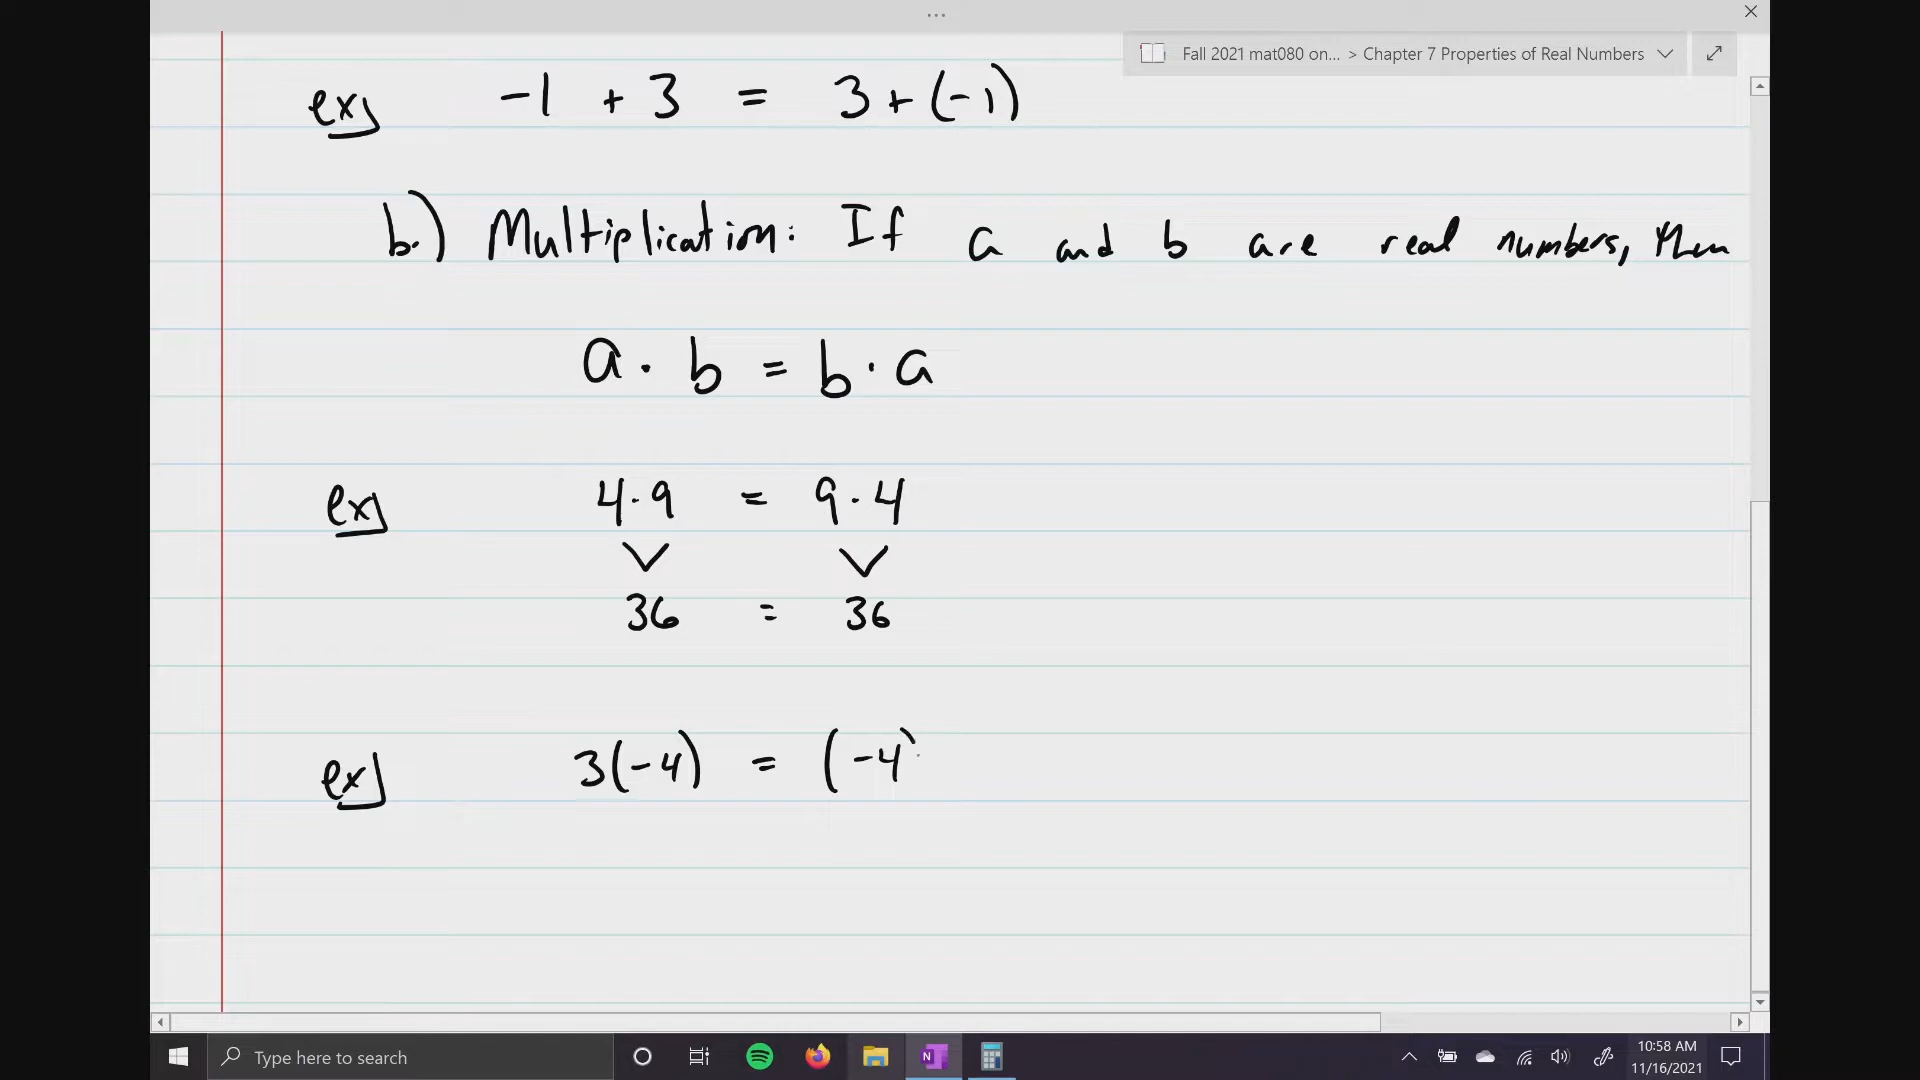 ...
Fall 2021 mat080 on... > Chapter 7 Properties of Real Numbers
ex] -1 + 3 = 3 + (-1)
b.) Multiplication: If a and b are real numbers, then
a · b = b · a
ex] 4 · 9 = 9 · 4
36 = 36
ex] 3(-4) = (-4)
Type here to search
N
10:58 AM
11/16/2021